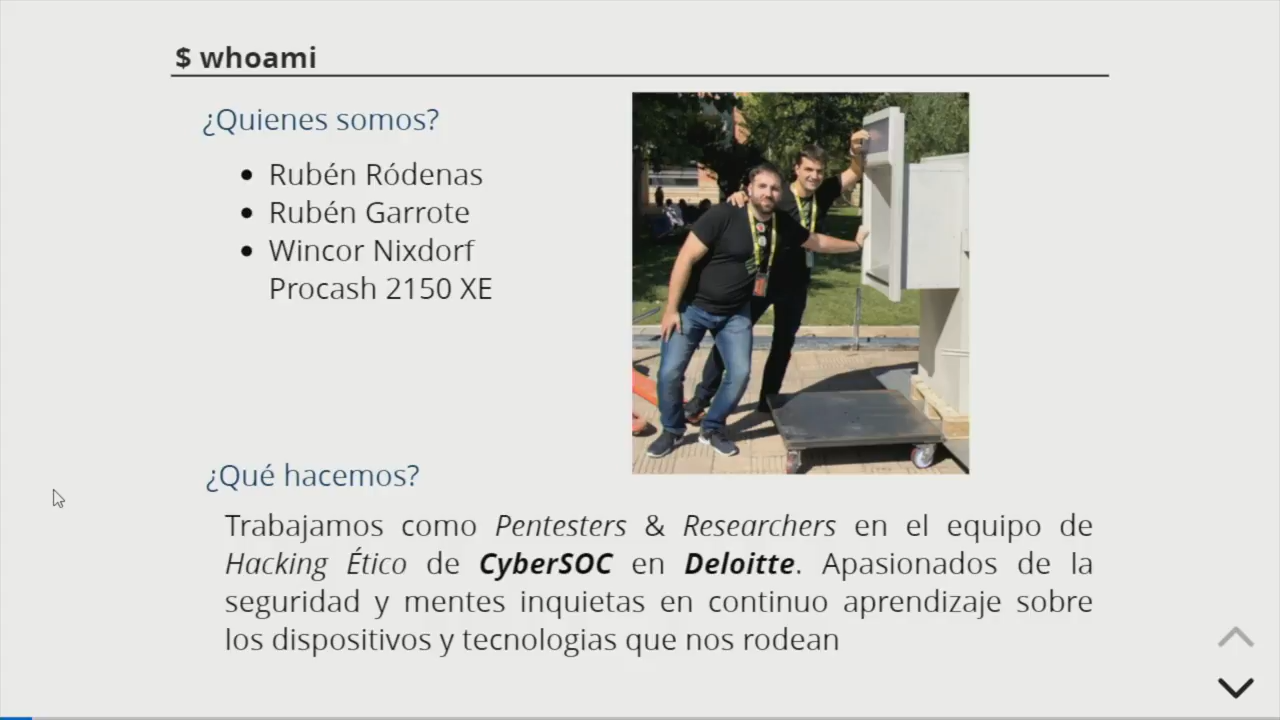 $ whoami
¿Quienes somos?
Rubén Ródenas
Rubén Garrote
Wincor Nixdorf
Procash 2150 XE
¿Qué hacemos?
Trabajamos como Pentesters & Researchers en el equipo de
Hacking Ético de CyberSOC en Deloitte. Apasionados de la
seguridad y mentes inquietas en continuo aprendizaje sobre
los dispositivos y tecnologias que nos rodean